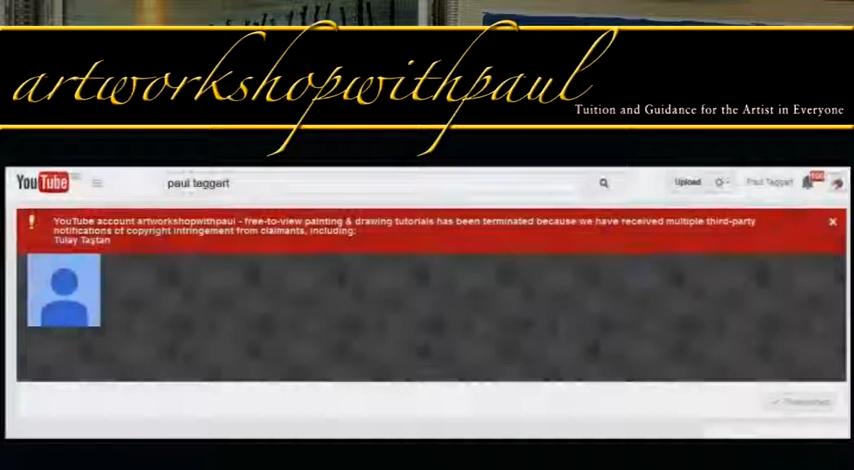 artworkshopwithpaul
Tuition and Guidance for the Artist in Everyone
YouTube
paul taggart
Upload
Paul Taggart
YouTube account artworkshopwithpaul - free-to-view painting & drawing tutorials has been terminated because we have received multiple third-party
notifications of copyright infringement from claimants, including:
Tulay Taştan